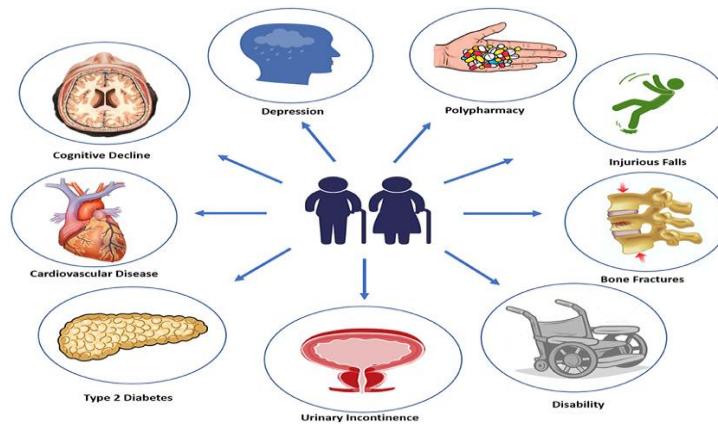 Depression
Polypharmacy
Cognitive Decline
Injurious Falls
Cardiovascular Disease
Bone Fractures
Type 2 Diabetes
Disability
Urinary Incontinence